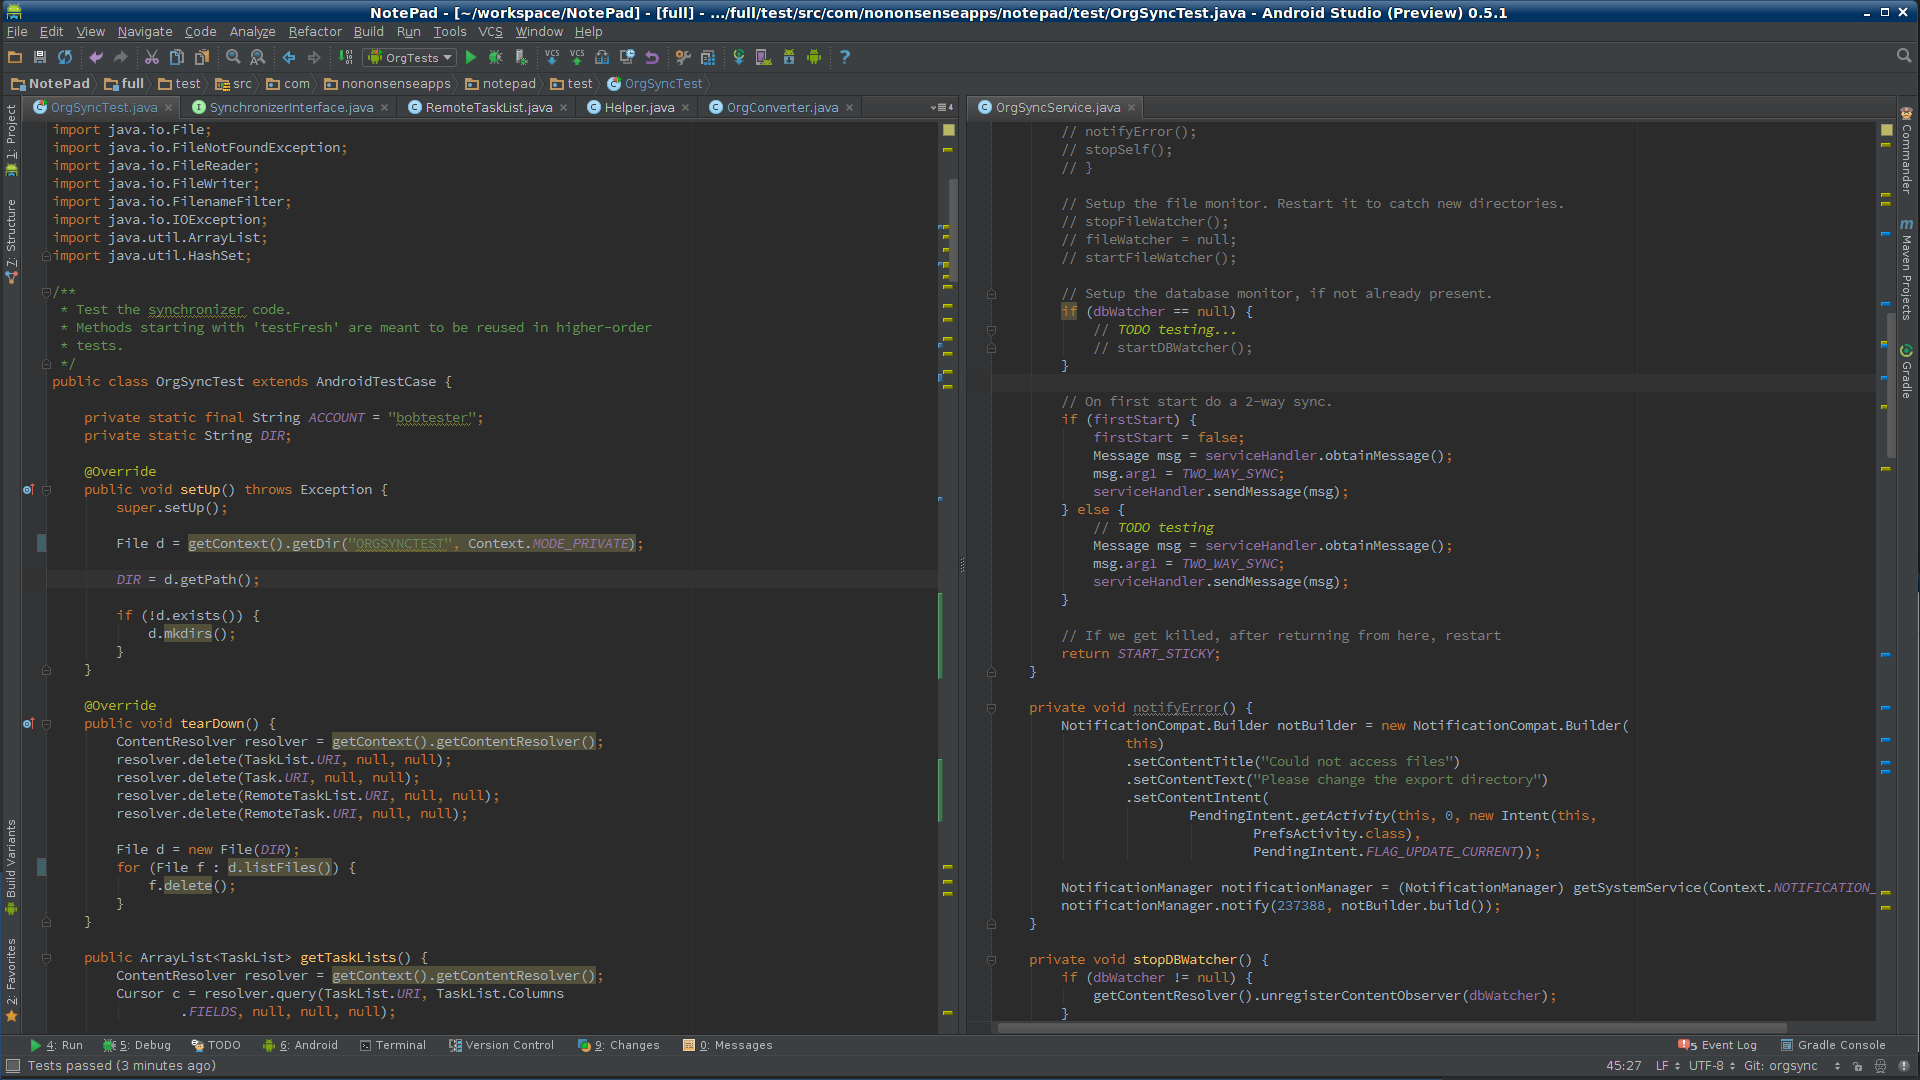 NotePad - [~/workspace/NotePad] - [full] - .../full/test/src/com/nononsenseapps/notepad/test/OrgSyncTest.java - Android Studio (Preview) 0.5.1
File Edit View Navigate Code Analyze Refactor Build Run Tools VCS Window Help
OrgTests VCS VCS
NotePad full test src com nononsenseapps notepad test OrgSyncTest
OrgSyncTest.java SynchronizerInterface.java RemoteTaskList.java Helper.java OrgConverter.java 4
1: Project
7: Structure
Build Variants
2: Favorites
import java.io.File;
import java.io.FileNotFoundException;
import java.io.FileReader;
import java.io.FileWriter;
import java.io.FilenameFilter;
import java.io.IOException;
import java.util.ArrayList;
import java.util.HashSet;
/**
 * Test the synchronizer code.
 * Methods starting with 'testFresh' are meant to be reused in higher-order
 * tests.
 */
public class OrgSyncTest extends AndroidTestCase {
    private static final String ACCOUNT = "bobtester";
    private static String DIR;
    @Override
    public void setUp() throws Exception {
        super.setUp();
        File d = getContext().getDir("ORGSYNCTEST", Context.MODE_PRIVATE);
        DIR = d.getPath();
        if (!d.exists()) {
            d.mkdirs();
        }
    }
    @Override
    public void tearDown() {
        ContentResolver resolver = getContext().getContentResolver();
        resolver.delete(TaskList.URI, null, null);
        resolver.delete(Task.URI, null, null);
        resolver.delete(RemoteTaskList.URI, null, null);
        resolver.delete(RemoteTask.URI, null, null);
        File d = new File(DIR);
        for (File f : d.listFiles()) {
            f.delete();
        }
    }
    public ArrayList<TaskList> getTaskLists() {
        ContentResolver resolver = getContext().getContentResolver();
        Cursor c = resolver.query(TaskList.URI, TaskList.Columns
                .FIELDS, null, null, null);
OrgSyncService.java
        // notifyError();
        // stopSelf();
        // }
        // Setup the file monitor. Restart it to catch new directories.
        // stopFileWatcher();
        // fileWatcher = null;
        // startFileWatcher();
        // Setup the database monitor, if not already present.
        if (dbWatcher == null) {
            // TODO testing...
            // startDBWatcher();
        }
        // On first start do a 2-way sync.
        if (firstStart) {
            firstStart = false;
            Message msg = serviceHandler.obtainMessage();
            msg.arg1 = TWO_WAY_SYNC;
            serviceHandler.sendMessage(msg);
        } else {
            // TODO testing
            Message msg = serviceHandler.obtainMessage();
            msg.arg1 = TWO_WAY_SYNC;
            serviceHandler.sendMessage(msg);
        }
        // If we get killed, after returning from here, restart
        return START_STICKY;
    }
    private void notifyError() {
        NotificationCompat.Builder notBuilder = new NotificationCompat.Builder(
                this)
                .setContentTitle("Could not access files")
                .setContentText("Please change the export directory")
                .setContentIntent(
                        PendingIntent.getActivity(this, 0, new Intent(this,
                                PrefsActivity.class),
                                PendingIntent.FLAG_UPDATE_CURRENT));
        NotificationManager notificationManager = (NotificationManager) getSystemService(Context.NOTIFICATION_
        notificationManager.notify(237388, notBuilder.build());
    }
    private void stopDBWatcher() {
        if (dbWatcher != null) {
            getContentResolver().unregisterContentObserver(dbWatcher);
        }
Commander
Maven Projects
Gradle
4: Run 5: Debug TODO 6: Android Terminal Version Control 9: Changes 0: Messages 5 Event Log Gradle Console
Tests passed (3 minutes ago) 45:27 LF UTF-8 Git: orgsync